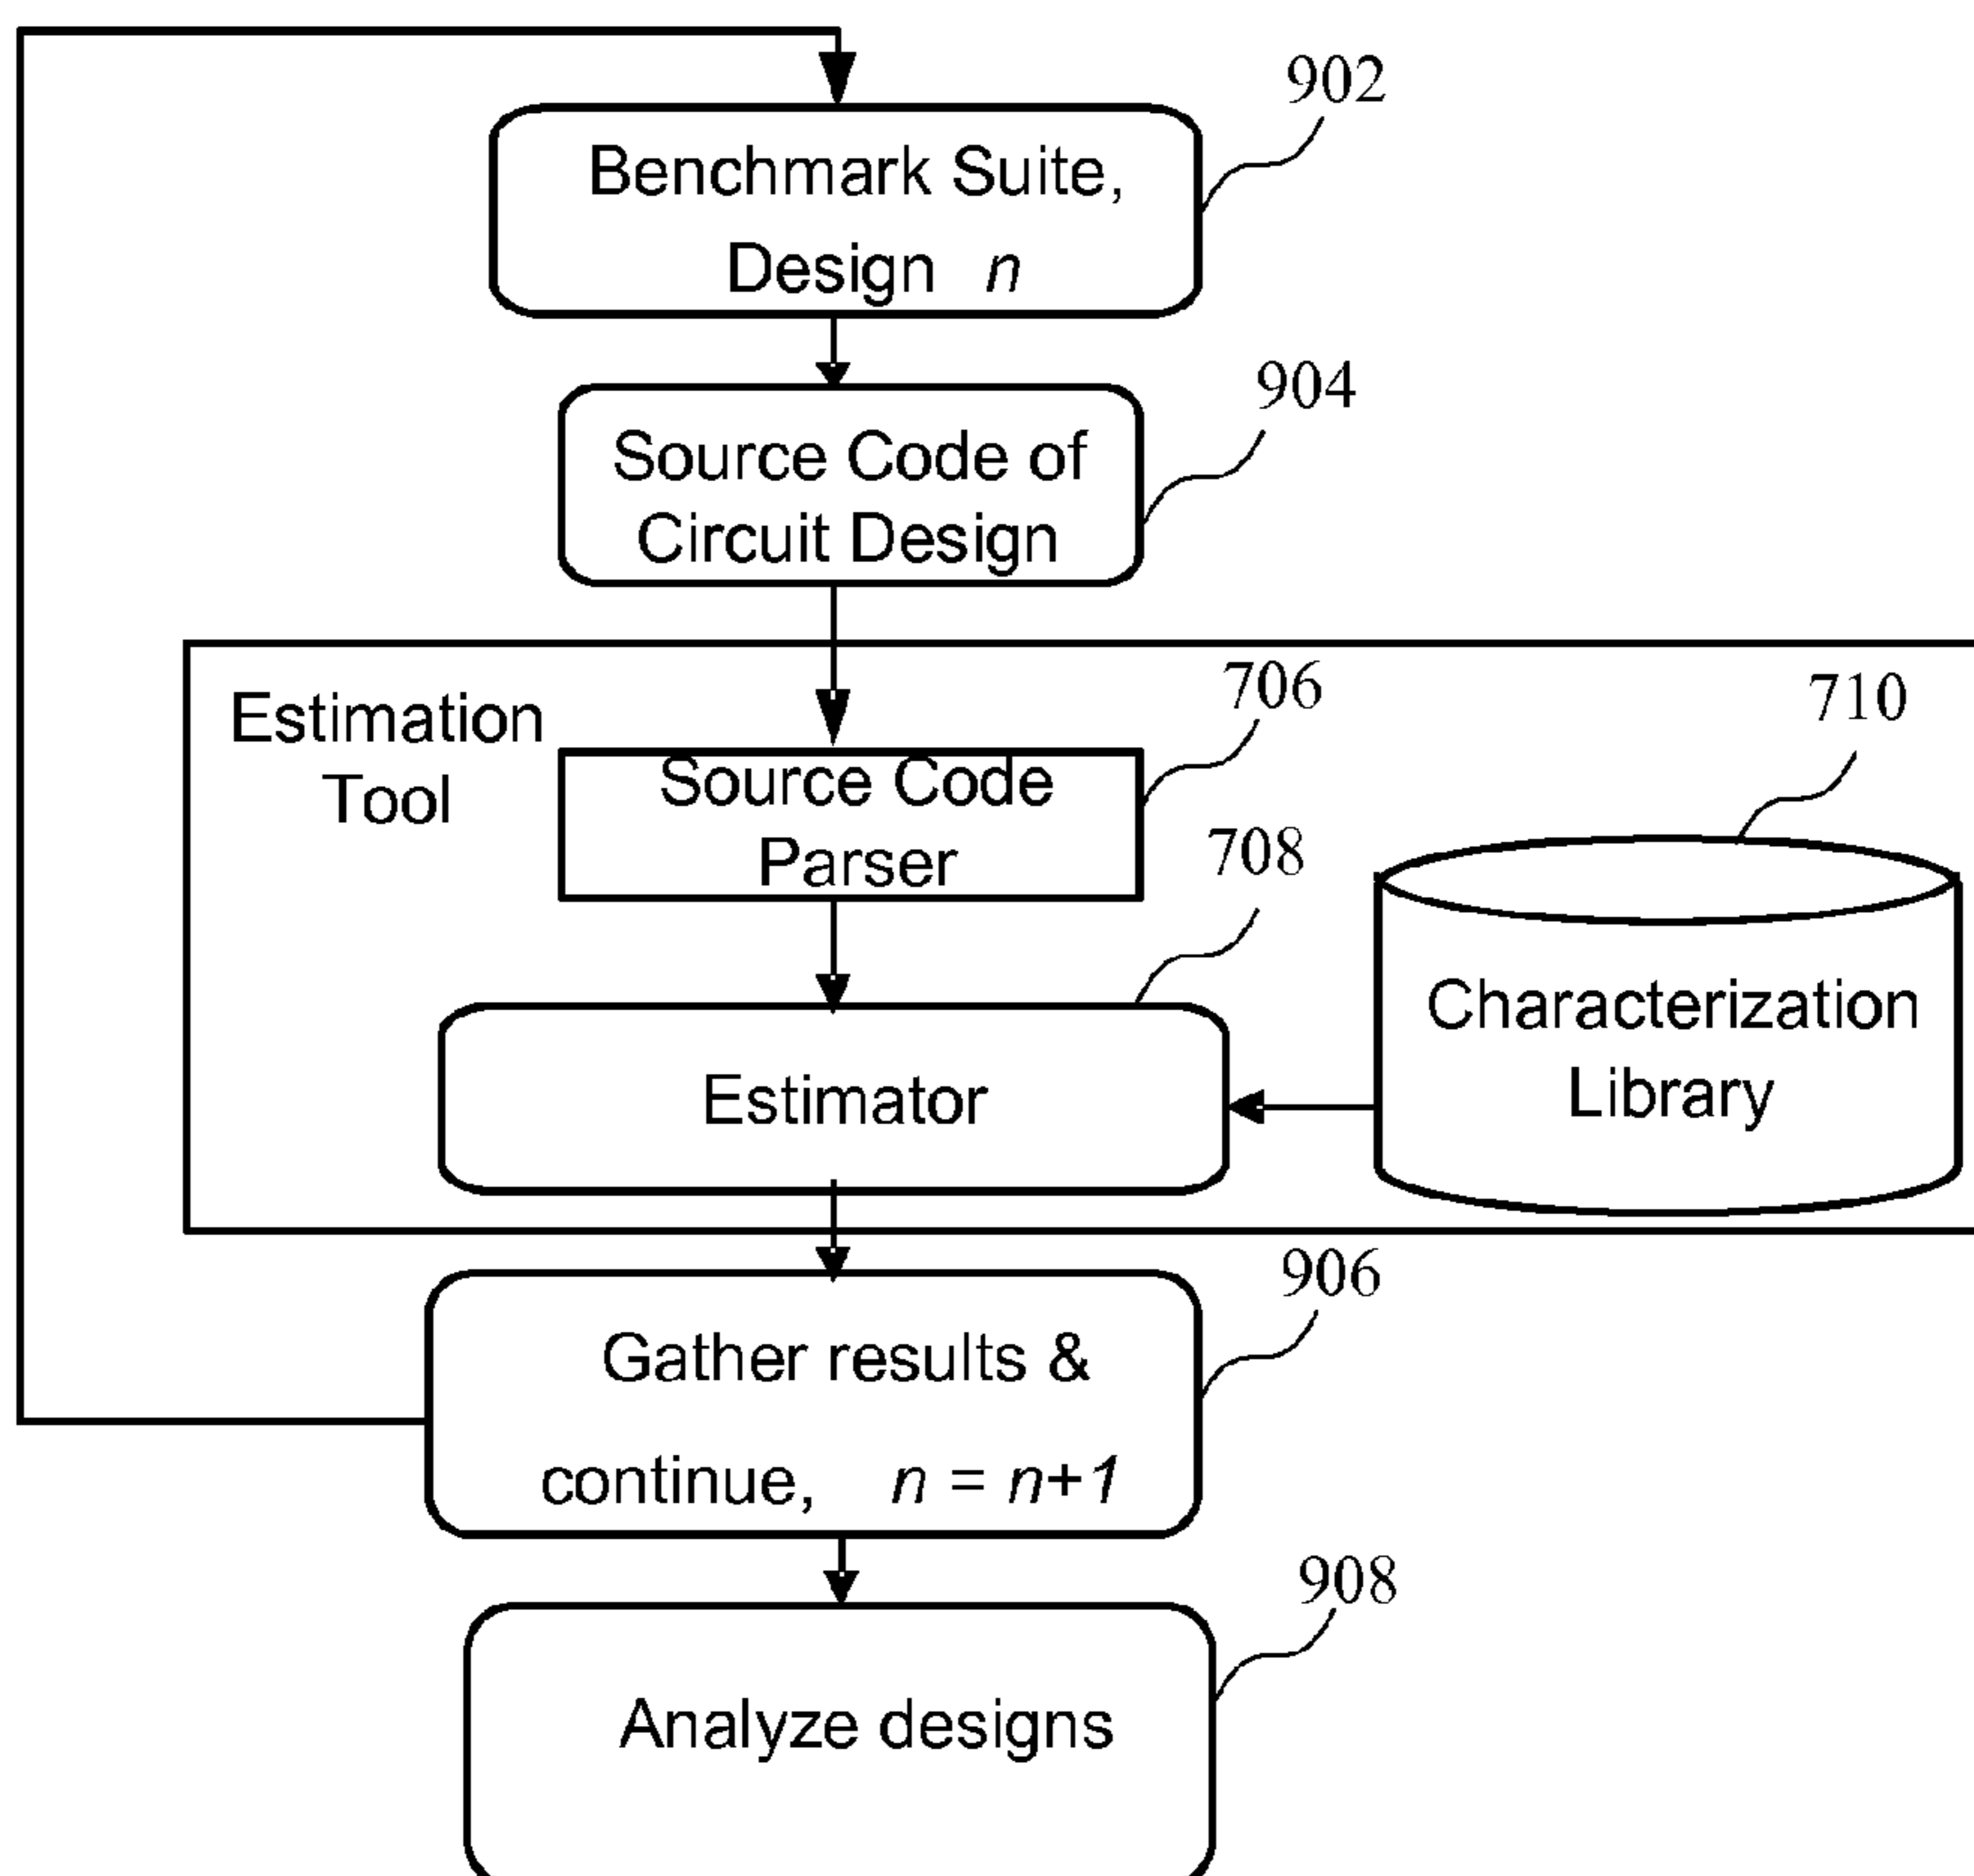 902
Benchmark Suite,
Design n
904
Source Code of
Circuit Design
Estimation
Tool
706
Source Code
Parser
710
708
Characterization
Library
Estimator
906
Gather results &
continue, n = n+1
908
Analyze designs